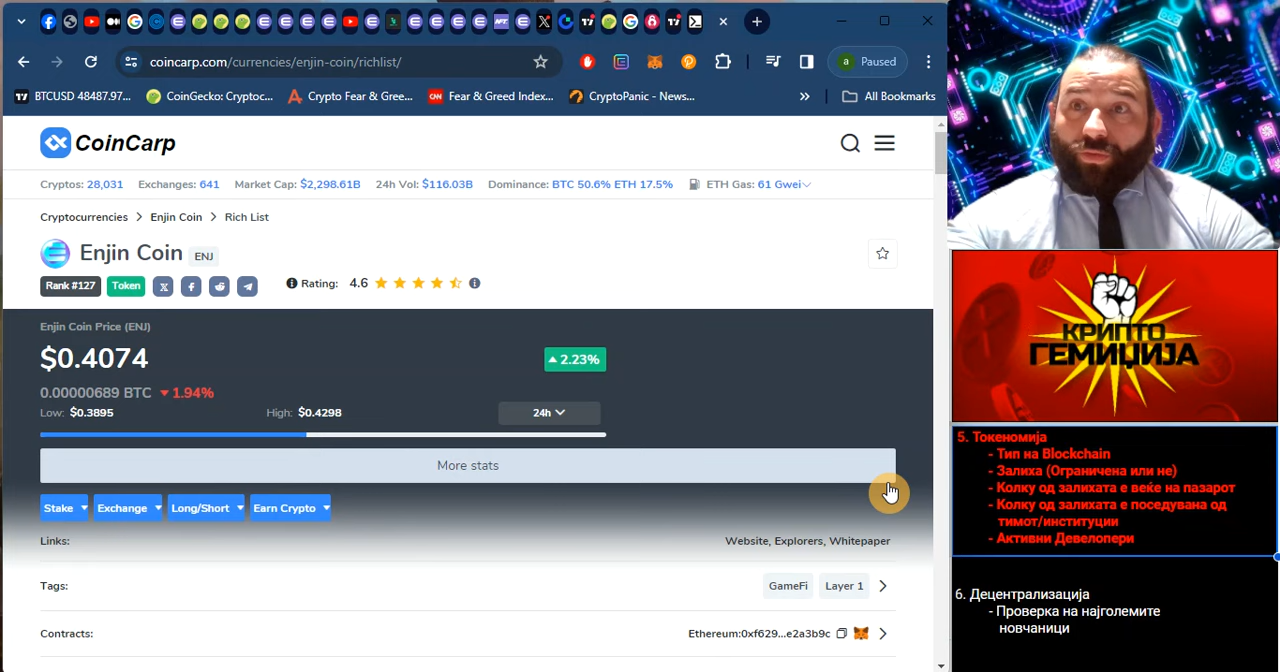 coincarp.com/currencies/enjin-coin/richlist/
a Paused
BTCUSD 48487.97...
CoinGecko: Cryptoc...
Crypto Fear & Gree...
Fear & Greed Index...
CryptoPanic - News...
»
All Bookmarks
CoinCarp
Cryptos: 28,031 Exchanges: 641 Market Cap: $2,298.61B 24h Vol: $116.03B Dominance: BTC 50.6% ETH 17.5% ETH Gas: 61 Gwei
Cryptocurrencies > Enjin Coin > Rich List
Enjin Coin ENJ
Rank #127 Token Rating: 4.6
Enjin Coin Price (ENJ)
$0.4074 2.23%
0.00000689 BTC 1.94%
Low: $0.3895 High: $0.4298 24h
More stats
Stake Exchange Long/Short Earn Crypto
Links: Website, Explorers, Whitepaper
Tags: GameFi Layer 1
Contracts: Ethereum:0xf629...e2a3b9c
КРИПТО
ГЕМИЏИЈА
5. Токеномија
- Тип на Blockchain
- Залиха (Ограничена или не)
- Колку од залихата е веќе на пазарот
- Колку од залихата е поседувана од
тимот/институции
- Активни Девелопери
6. Децентрализација
- Проверка на најголемите
новчаници